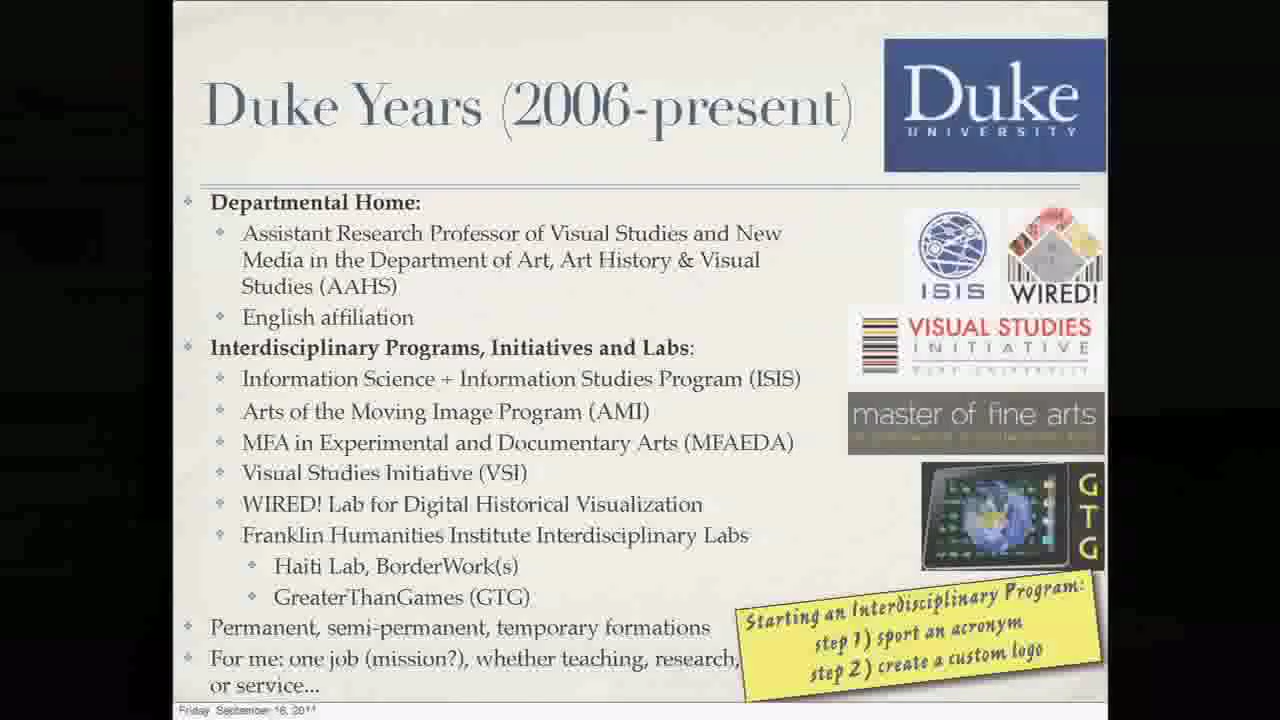 Duke Years (2006-present)
Duke
UNIVERSITY
Departmental Home:
Assistant Research Professor of Visual Studies and New
Media in the Department of Art, Art History & Visual
Studies (AAHS)
English affiliation
Interdisciplinary Programs, Initiatives and Labs:
Information Science + Information Studies Program (ISIS)
Arts of the Moving Image Program (AMI)
MFA in Experimental and Documentary Arts (MFAEDA)
Visual Studies Initiative (VSI)
WIRED! Lab for Digital Historical Visualization
Franklin Humanities Institute Interdisciplinary Labs
Haiti Lab, BorderWork(s)
GreaterThanGames (GTG)
Permanent, semi-permanent, temporary formations
For me: one job (mission?), whether teaching, research,
or service...
ISIS
WIRED!
VISUAL STUDIES
INITIATIVE
DUKE UNIVERSITY
master of fine arts
G
T
G
Starting an Interdisciplinary Program:
step 1) sport an acronym
step 2) create a custom logo
Friday, September 16, 2011